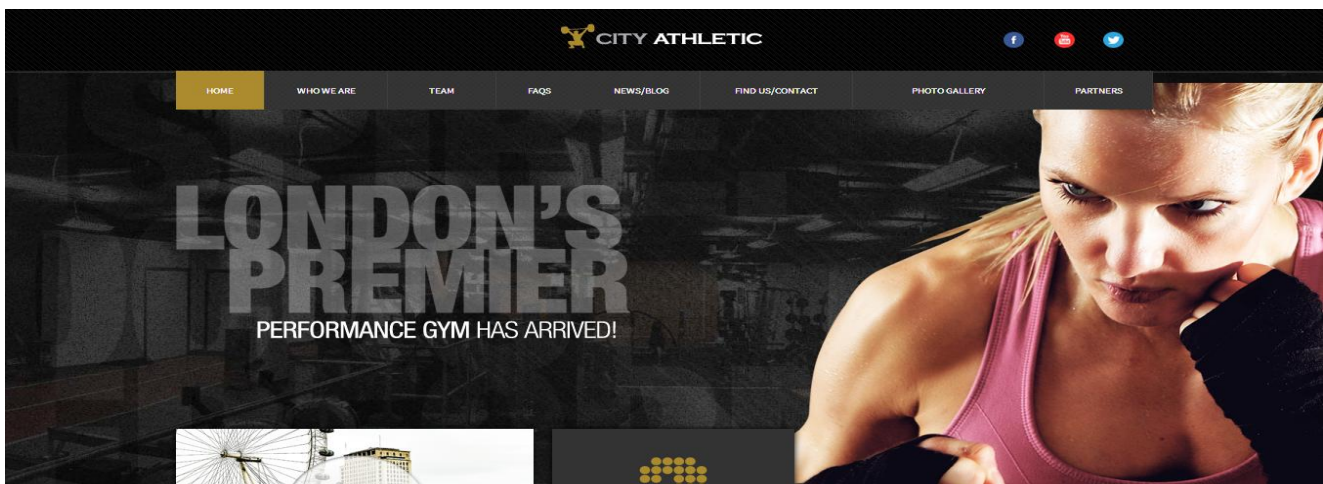 CITY ATHLETIC
HOME WHO WE ARE TEAM FAQS NEWS/BLOG FIND US/CONTACT PHOTO GALLERY PARTNERS
LONDON'S
PREMIER
PERFORMANCE GYM HAS ARRIVED!